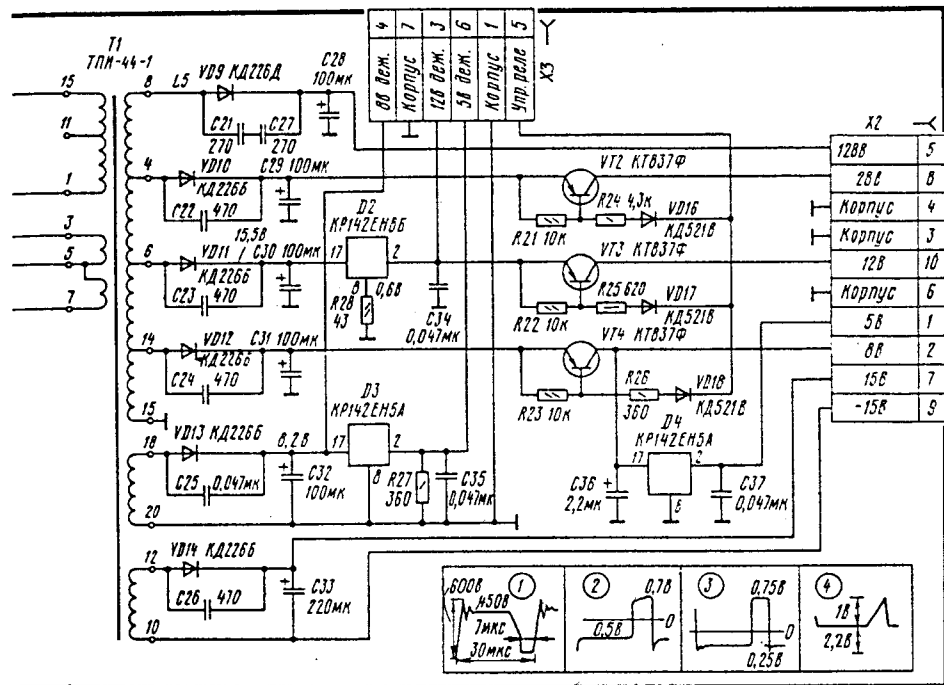 4 7 3 6 1 5
8В деж.
Корпус
12В деж.
5В деж.
Корпус
Упр. реле
X3
T1
ТПИ-44-1
15
11
1
3
5
7
8
L5
VD9 КД226Д
C28
100мк
C21
270
C27
270
4
VD10
КД226Б
C29 100мк
C22
470
15,5В
6
VD11
КД226Б
C30 100мк
C23
470
14
VD12
КД226Б
C31 100мк
C24
470
15
18
VD13 КД226Б
8,2В
C25
0,047мк
C32
100мк
20
12
VD14 КД226Б
C26
470
C33
220мк
10
D2
КР142ЕН5Б
17
2
8
0,6В
R28
43
C34
0,047мк
D3
КР142ЕН5А
17
2
8
R27
360
C35
0,047мк
VT2 КТ837Ф
R24 4,3к
VD16
КД521В
R21 10к
VT3 КТ837Ф
R25 620
VD17
КД521В
R22 10к
VT4 КТ837Ф
R26
360
VD18
КД521В
R23 10к
D4
КР142ЕН5А
17
2
8
C36
2,2мк
C37
0,047мк
X2
128В 5
28В 8
Корпус 4
Корпус 3
12В 10
Корпус 6
5В 1
8В 2
15В 7
-15В 9
1
600В
450В
7мкс
30мкс
2
0,7В
0
0,5В
3
0,75В
0
0,25В
4
1В
2,2В